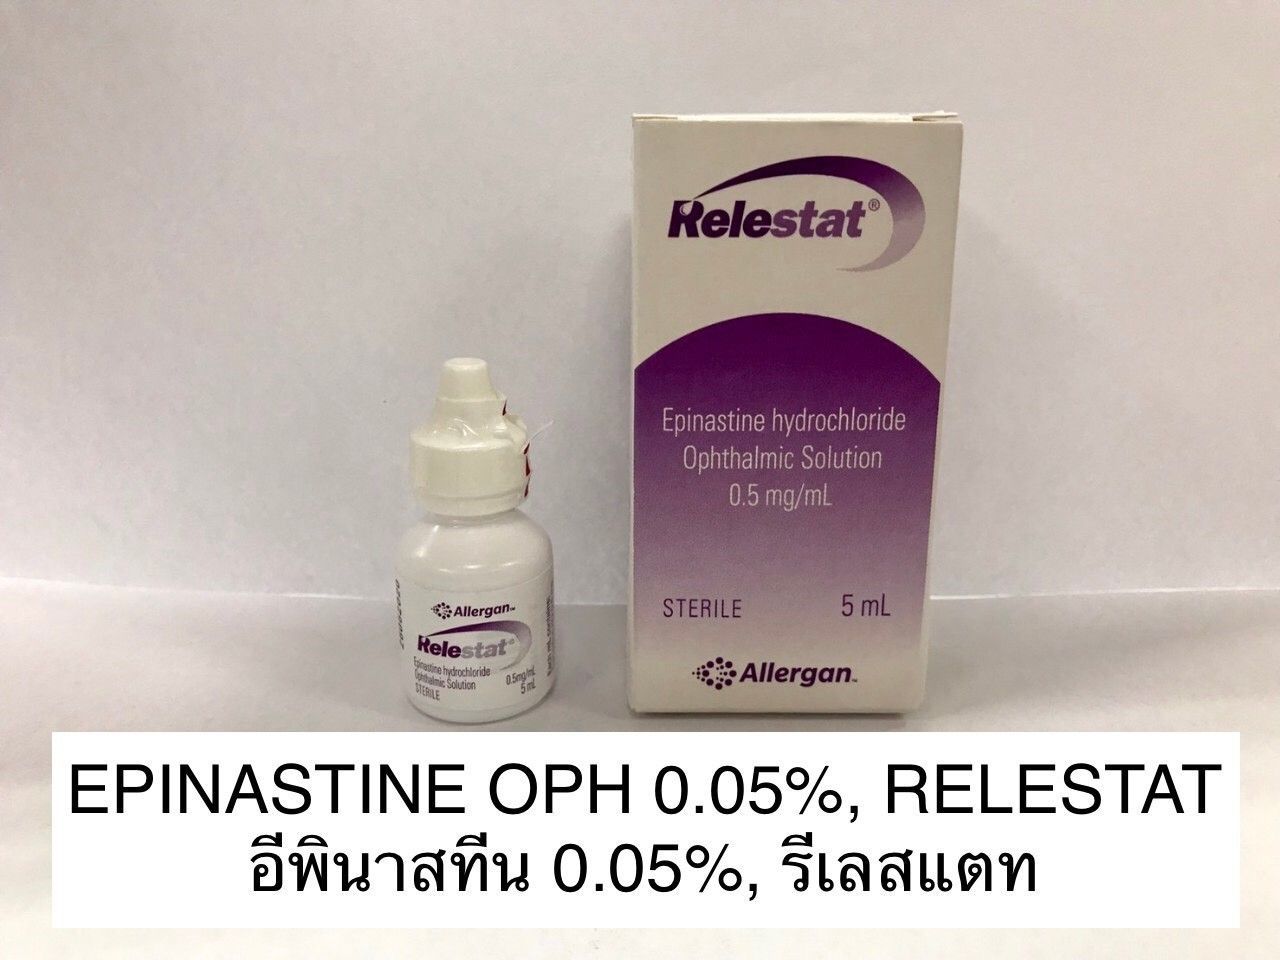 Relestat®
Epinastine hydrochloride
Ophthalmic Solution
0.5 mg/mL
STERILE 5 mL
Allergan™
Allergan™
Relestat®
Epinastine hydrochloride
Ophthalmic Solution 0.5mg/mL
STERILE 5 mL
EPINASTINE OPH 0.05%, RELESTAT
อีพินาสทีน 0.05%, รีเลสแตท